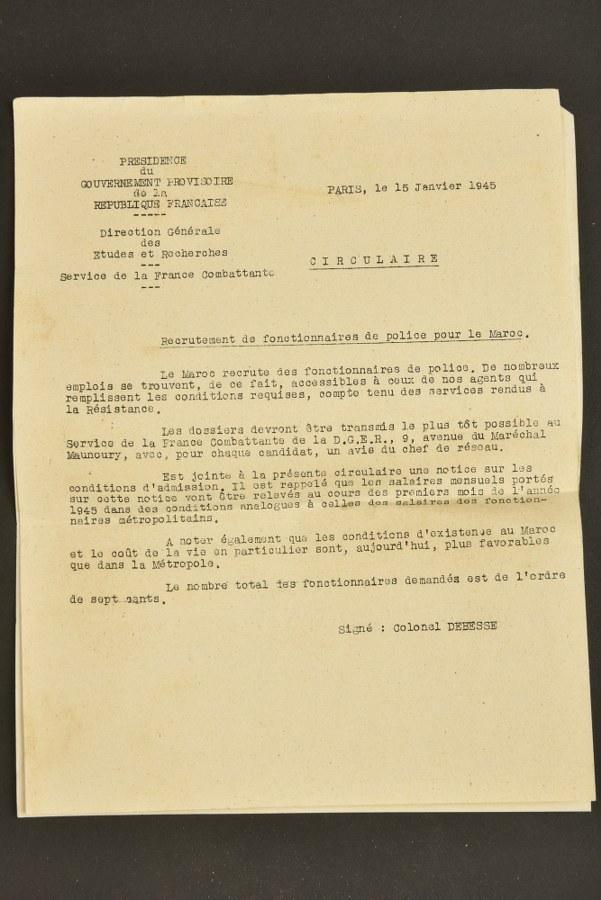 PRESIDENCE
du
GOUVERNEMENT PROVISOIRE
de la
REPUBLIQUE FRANCAISE
-----
Direction Générale
des
Etudes et Recherches
---
Service de la France Combattante
---
PARIS, le 15 Janvier 1945
CIRCULAIRE
Recrutement de fonctionnaires de police pour le Maroc.
Le Maroc recrute des fonctionnaires de police. De nombreux
emplois se trouvent, de ce fait, accessibles à ceux de nos agents qui
remplissent les conditions requises, compte tenu des services rendus à
la Résistance.
Les dossiers devront être transmis le plus tôt possible au
Service de la France Combattante de la D.G.E.R., 9, avenue du Maréchal
Maunoury, avec, pour chaque candidat, un avis du chef de réseau.
Est jointe à la présente circulaire une notice sur les
conditions d'admission. Il est rappelé que les salaires mensuels portés
sur cette notice vont être relevés au cours des premiers mois de l'année
1945 dans des conditions analogues à celles des salaires des fonction-
naires métropolitains.
A noter également que les conditions d'existence au Maroc
et le coût de la vie en particulier sont, aujourd'hui, plus favorables
que dans la Métropole.
Le nombre total des fonctionnaires demandés est de l'ordre
de sept cents.
Signé : Colonel DEBESSE